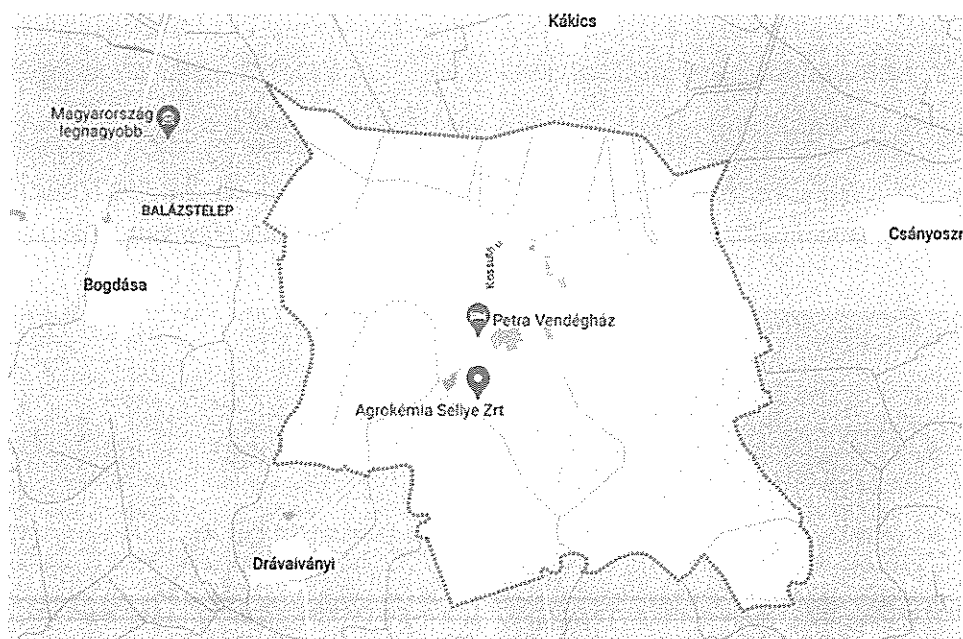 Kákics
Magyarország
legnagyobb...
BALÁZSTELEP
Csányoszr
Bogdása
Kossuth u
Petra Vendégház
Agrokémia Sellye Zrt
Drávaiványi